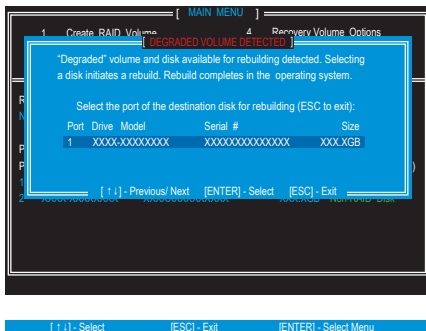 [ MAIN MENU ]
1 Create RAID Volume 4 Recovery Volume Options
[ DEGRADED VOLUME DETECTED ]
"Degraded" volume and disk available for rebuilding detected. Selecting
a disk initiates a rebuild. Rebuild completes in the operating system.
Select the port of the destination disk for rebuilding (ESC to exit):
Port Drive Model Serial # Size
1 XXXX-XXXXXXXX XXXXXXXXXXXXXX XXX.XGB
[ ↑↓] - Previous/ Next [ENTER] - Select [ESC] - Exit
[ ↑↓] - Select [ESC] - Exit [ENTER] - Select Menu